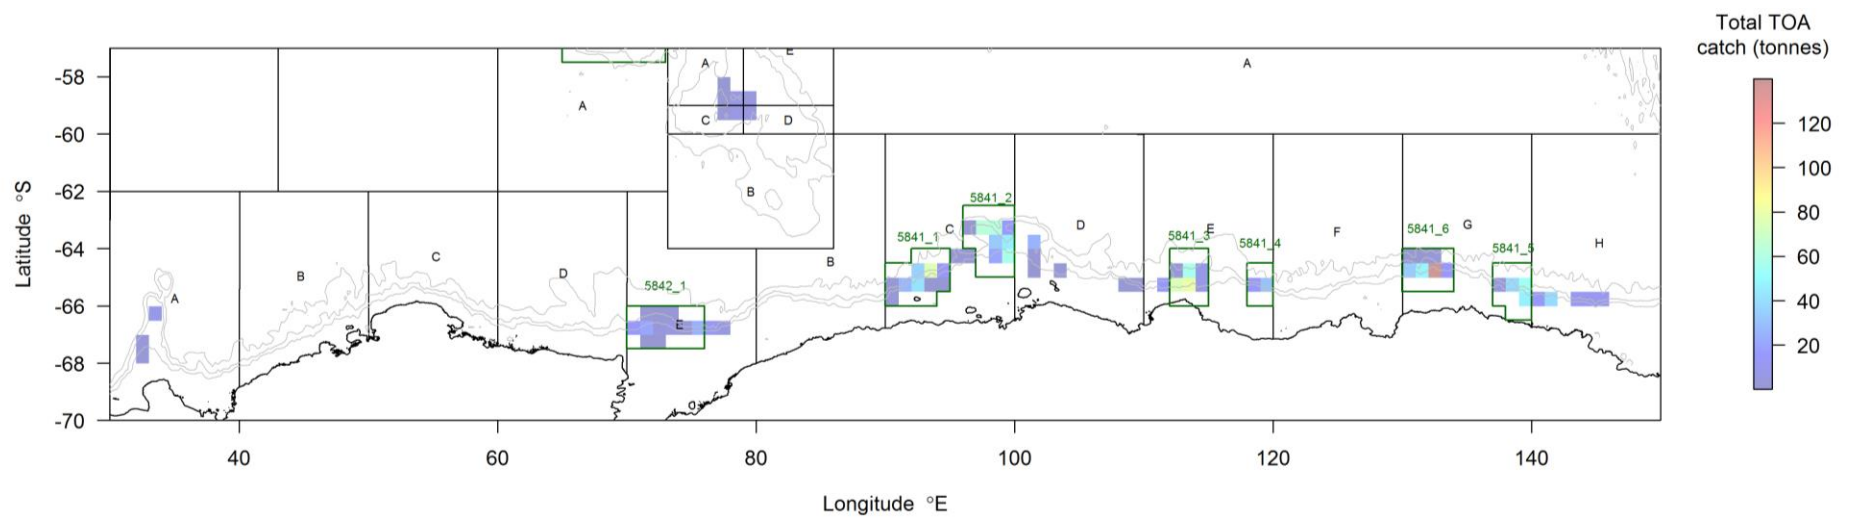 Total TOA
catch (tonnes)
E
A
A
-58
A
C
D
-60
B
-62
5841_2
C
D
5841_3
E
F
5841_6
G
H
5841_1
5841_4
5841_5
-64
C
B
D
B
A
5842_1
E
-66
-68
-70
120
100
80
60
40
20
Latitude °S
40
60
80
100
120
140
Longitude °E